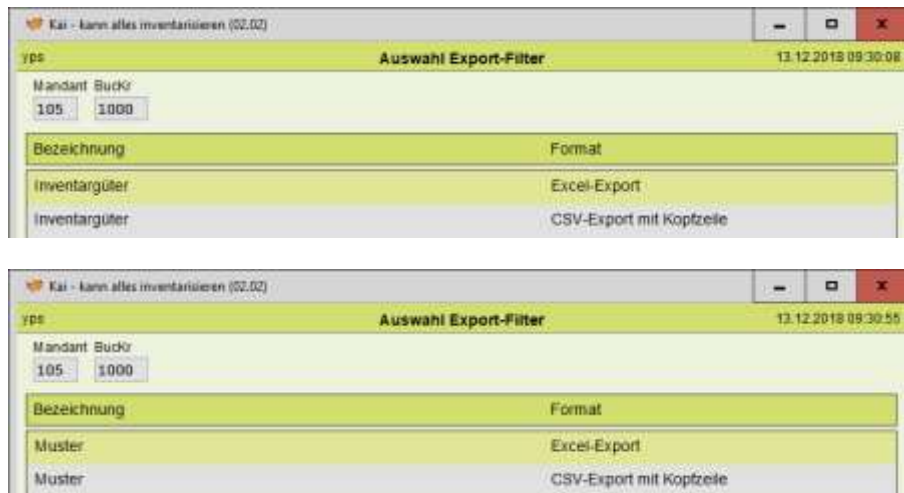 Kai - kann alles inventarisieren (02.02)
yps Auswahl Export-Filter 13.12.2018 09:30:08
Mandant BucKr
105 1000
Bezeichnung Format
Inventargüter Excel-Export
Inventargüter CSV-Export mit Kopfzeile
Kai - kann alles inventarisieren (02.02)
yps Auswahl Export-Filter 13.12.2018 09:30:55
Mandant BucKr
105 1000
Bezeichnung Format
Muster Excel-Export
Muster CSV-Export mit Kopfzeile